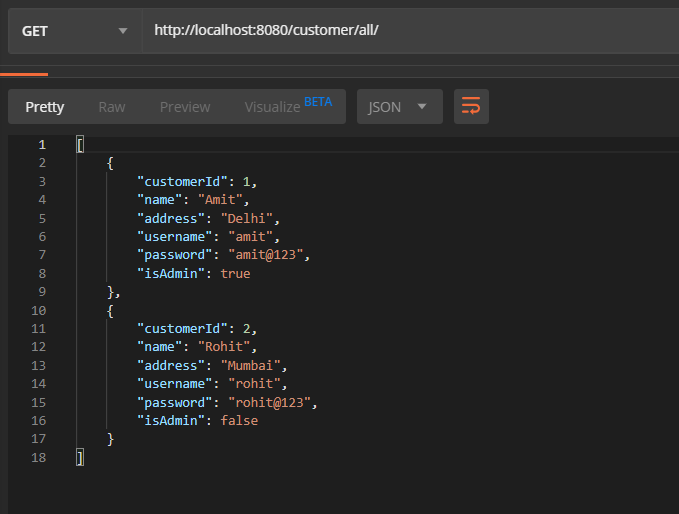 GET http://localhost:8080/customer/all/
Pretty Raw Preview Visualize BETA JSON
1 [
2 {
3 "customerId": 1,
4 "name": "Amit",
5 "address": "Delhi",
6 "username": "amit",
7 "password": "amit@123",
8 "isAdmin": true
9 },
10 {
11 "customerId": 2,
12 "name": "Rohit",
13 "address": "Mumbai",
14 "username": "rohit",
15 "password": "rohit@123",
16 "isAdmin": false
17 }
18 ]